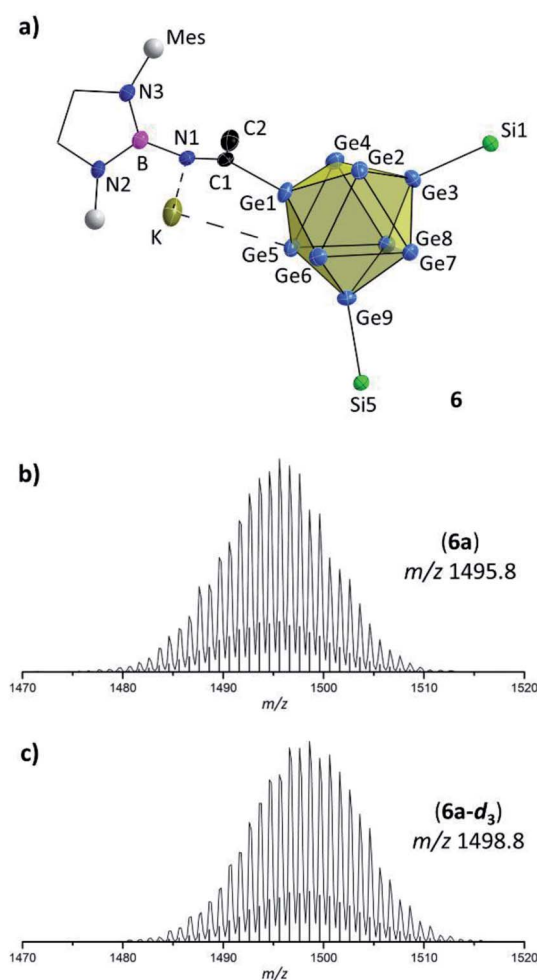 a)
Mes
N3
C2
Si1
N1
Ge4
Ge2
B
Ge3
N2
C1
Ge1
K
Ge8
Ge5
Ge7
Ge6
Ge9
Si5
6
b)
(6a)
m/z 1495.8
1470 1480 1490 1500 1510 1520
m/z
c)
(6a-d3)
m/z 1498.8
1470 1480 1490 1500 1510 1520
m/z